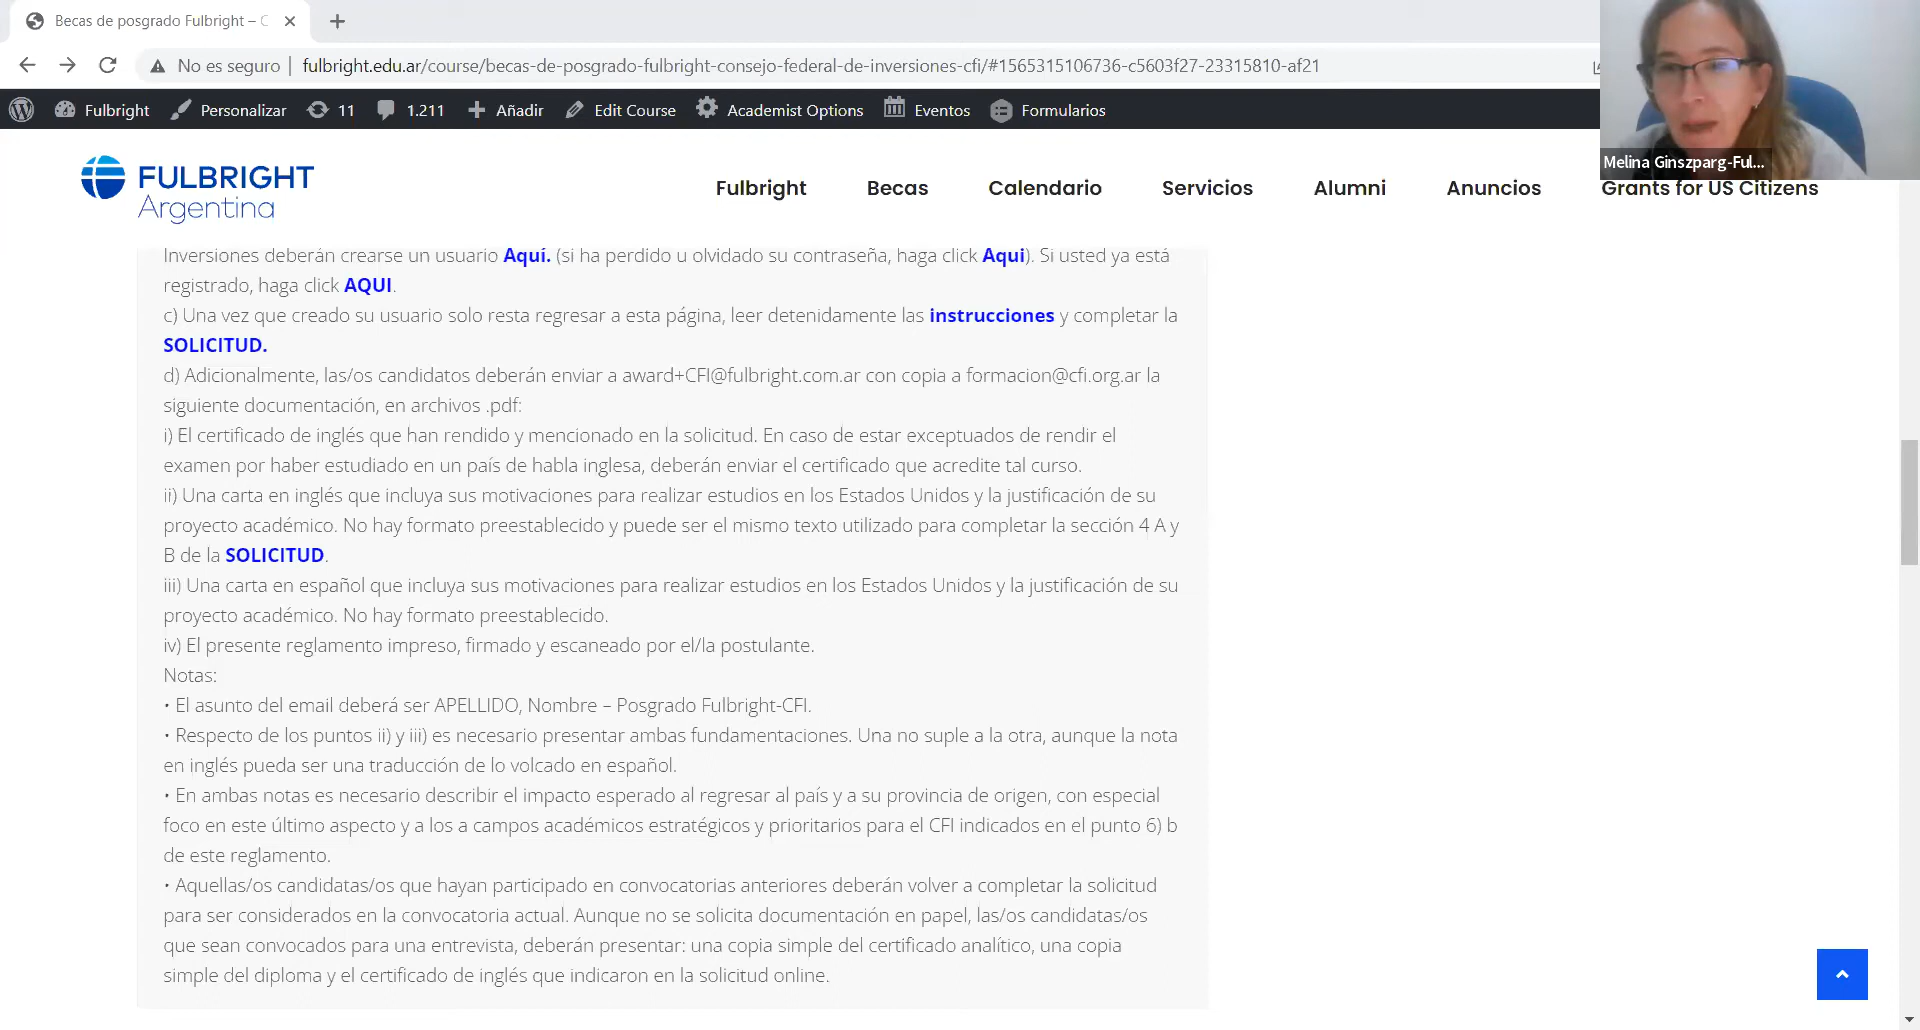 Becas de posgrado Fulbright – C
No es seguro
fulbright.edu.ar/course/becas-de-posgrado-fulbright-consejo-federal-de-inversiones-cfi/#1565315106736-c5603f27-23315810-af21
Fulbright Personalizar 11 1.211 Añadir Edit Course Academist Options Eventos Formularios
Melina Ginszparg-Ful...
FULBRIGHT
Argentina
Fulbright Becas Calendario Servicios Alumni Anuncios Grants for US Citizens
Inversiones deberán crearse un usuario Aquí. (si ha perdido u olvidado su contraseña, haga click Aqui). Si usted ya está
registrado, haga click AQUI.
c) Una vez que creado su usuario solo resta regresar a esta página, leer detenidamente las instrucciones y completar la
SOLICITUD.
d) Adicionalmente, las/os candidatos deberán enviar a award+CFI@fulbright.com.ar con copia a formacion@cfi.org.ar la
siguiente documentación, en archivos .pdf:
i) El certificado de inglés que han rendido y mencionado en la solicitud. En caso de estar exceptuados de rendir el
examen por haber estudiado en un país de habla inglesa, deberán enviar el certificado que acredite tal curso.
ii) Una carta en inglés que incluya sus motivaciones para realizar estudios en los Estados Unidos y la justificación de su
proyecto académico. No hay formato preestablecido y puede ser el mismo texto utilizado para completar la sección 4 A y
B de la SOLICITUD.
iii) Una carta en español que incluya sus motivaciones para realizar estudios en los Estados Unidos y la justificación de su
proyecto académico. No hay formato preestablecido.
iv) El presente reglamento impreso, firmado y escaneado por el/la postulante.
Notas:
• El asunto del email deberá ser APELLIDO, Nombre – Posgrado Fulbright-CFI.
• Respecto de los puntos ii) y iii) es necesario presentar ambas fundamentaciones. Una no suple a la otra, aunque la nota
en inglés pueda ser una traducción de lo volcado en español.
• En ambas notas es necesario describir el impacto esperado al regresar al país y a su provincia de origen, con especial
foco en este último aspecto y a los a campos académicos estratégicos y prioritarios para el CFI indicados en el punto 6) b
de este reglamento.
• Aquellas/os candidatas/os que hayan participado en convocatorias anteriores deberán volver a completar la solicitud
para ser considerados en la convocatoria actual. Aunque no se solicita documentación en papel, las/os candidatas/os
que sean convocados para una entrevista, deberán presentar: una copia simple del certificado analítico, una copia
simple del diploma y el certificado de inglés que indicaron en la solicitud online.